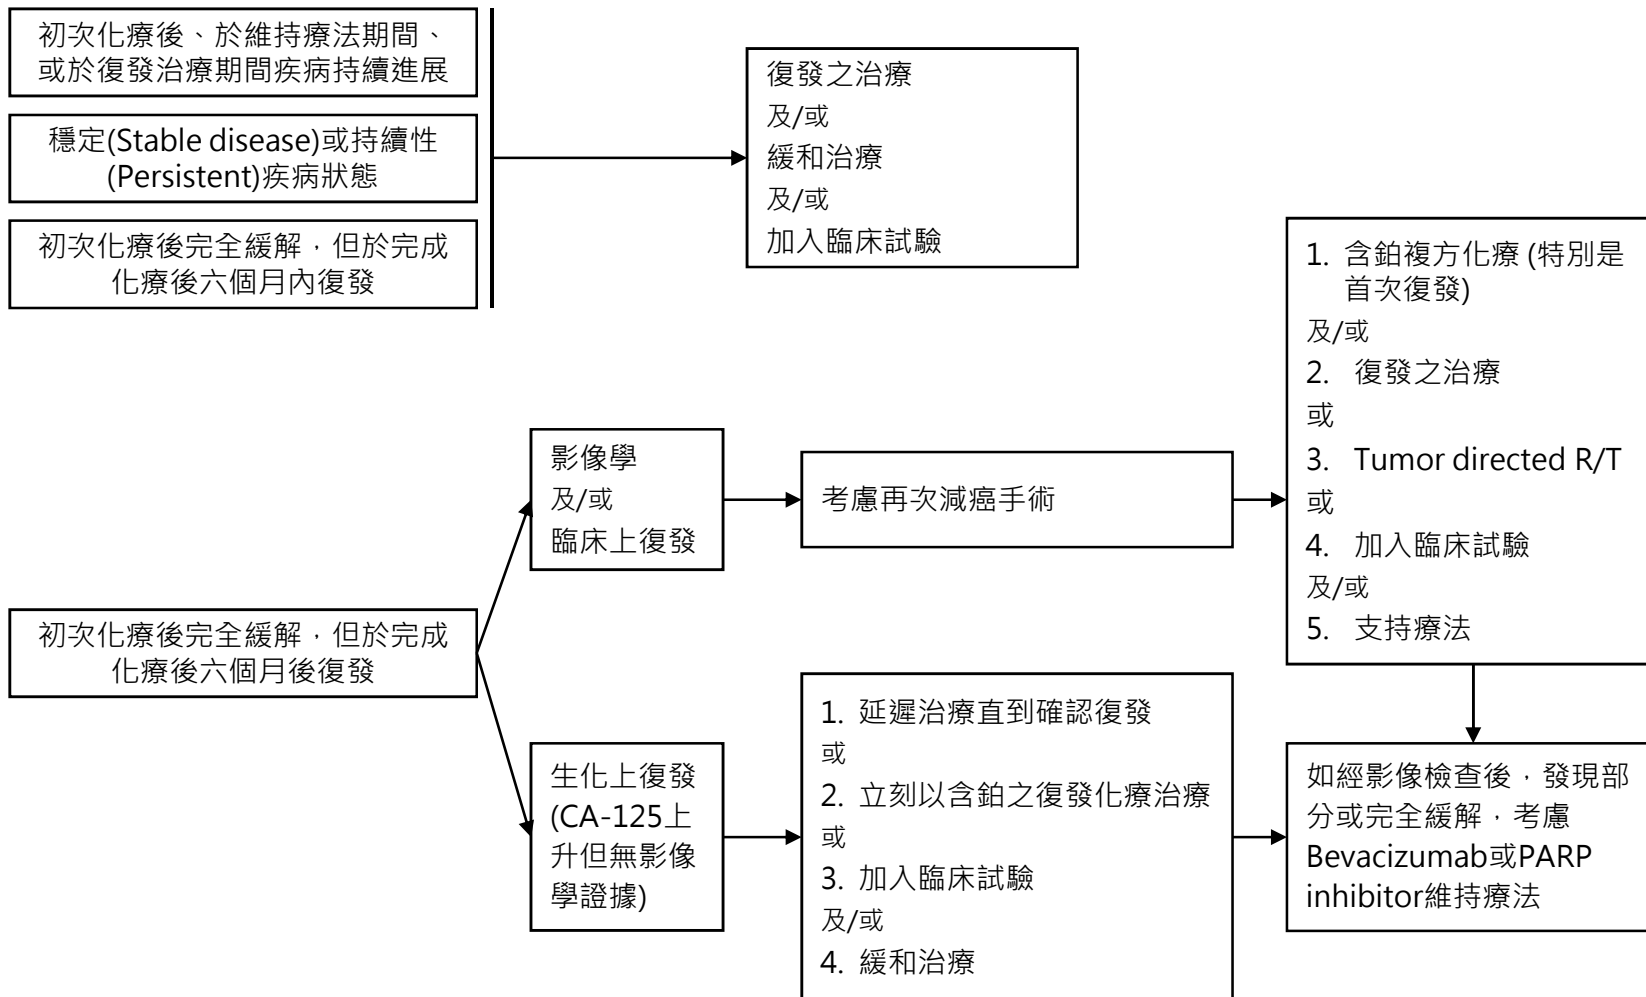 初次化療後、於維持療法期間、
或於復發治療期間疾病持續進展
穩定(Stable disease)或持續性
(Persistent)疾病狀態
初次化療後完全緩解，但於完成
化療後六個月內復發
復發之治療
及/或
緩和治療
及/或
加入臨床試驗
初次化療後完全緩解，但於完成
化療後六個月後復發
影像學
及/或
臨床上復發
考慮再次減癌手術
1. 含鉑複方化療 (特別是
首次復發)
及/或
2. 復發之治療
或
3. Tumor directed R/T
或
4. 加入臨床試驗
及/或
5. 支持療法
生化上復發
(CA-125上
升但無影像
學證據)
1. 延遲治療直到確認復發
或
2. 立刻以含鉑之復發化療治療
或
3. 加入臨床試驗
及/或
4. 緩和治療
如經影像檢查後，發現部
分或完全緩解，考慮
Bevacizumab或PARP
inhibitor維持療法